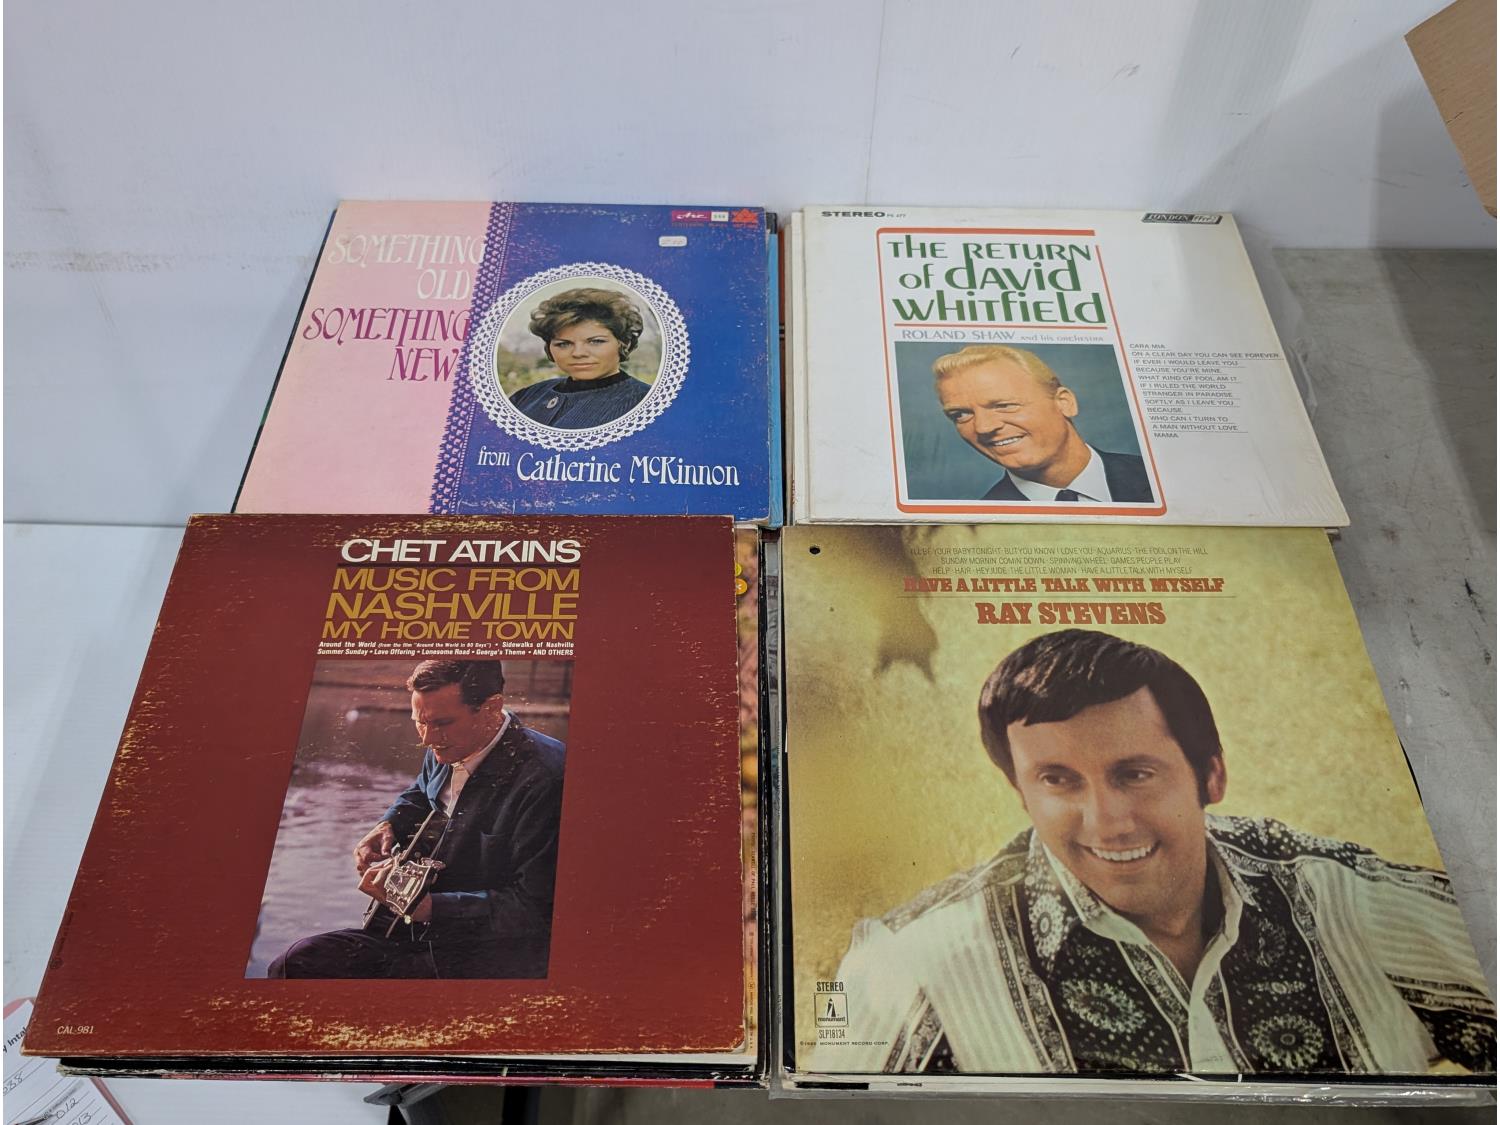 SOMETHING
OLD
SOMETHING
NEW
Arc
from Catherine McKinnon
STEREO PS 477
LONDON
THE RETURN
of david
WHITFIELD
ROLAND SHAW and his orchestra
CARA MIA
ON A CLEAR DAY YOU CAN SEE FOREVER
IF EVER I WOULD LEAVE YOU
BECAUSE YOU'RE MINE
WHAT KIND OF FOOL AM I?
IF I RULED THE WORLD
STRANGER IN PARADISE
SOFTLY AS I LEAVE YOU
BECAUSE
WHO CAN I TURN TO
A MAN WITHOUT LOVE
MAMA
CHET ATKINS
MUSIC FROM
NASHVILLE
MY HOME TOWN
Around the World (from the film "Around the World in 80 Days") • Sidewalks of Nashville
Summer Sunday • Love Offering • Lonesome Road • George's Theme • AND OTHERS
CAL 981
I'LL BE YOUR BABY TONIGHT · BUT YOU KNOW I LOVE YOU · AQUARIUS · THE FOOL ON THE HILL
SUNDAY MORNIN' COMIN' DOWN · SPINNING WHEEL · GAMES PEOPLE PLAY
HELP · HAIR · HEY JUDE · THE LITTLE WOMAN · HAVE A LITTLE TALK WITH MYSELF
HAVE A LITTLE TALK WITH MYSELF
RAY STEVENS
STEREO
monument
SLP18134
MONUMENT RECORD CORP.